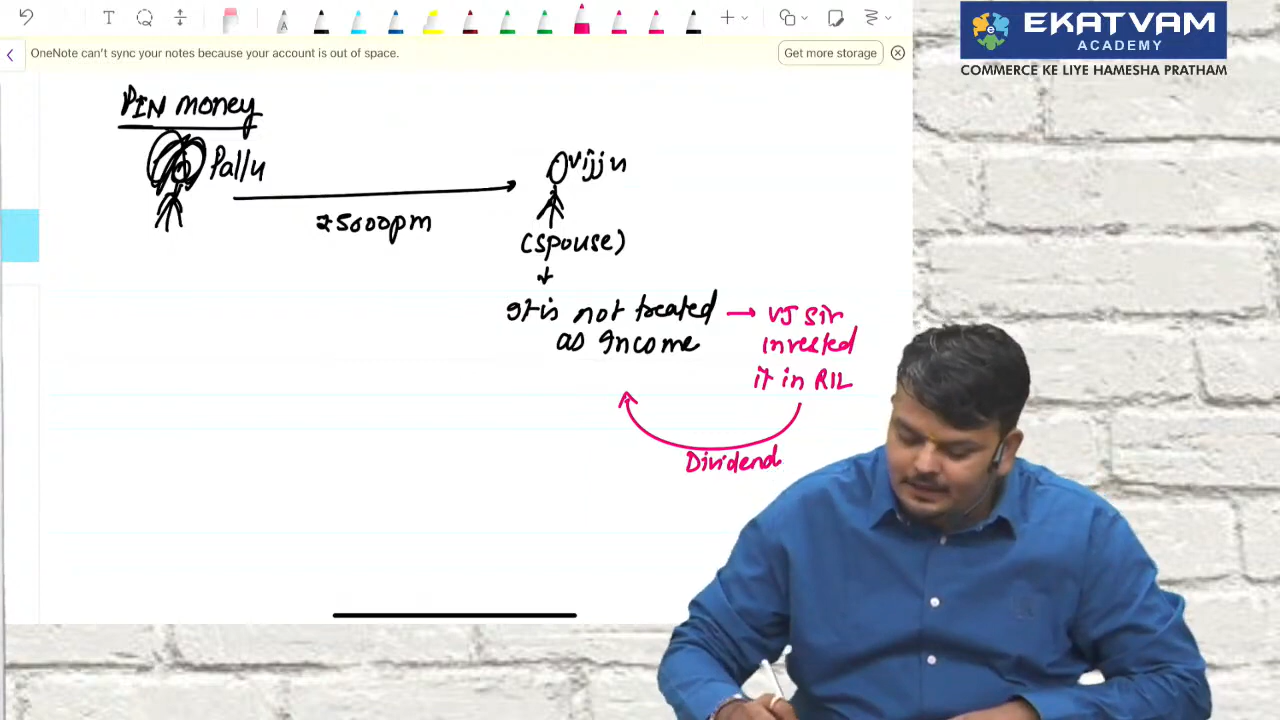 EKATVAM
ACADEMY
COMMERCE KE LIYE HAMESHA PRATHAM
OneNote can't sync your notes because your account is out of space.
Get more storage
PIN money
Pallu
Vijju
₹5000pm
(spouse)
It is not treated
as Income
VJ Sir
invested
it in RIL
Dividend